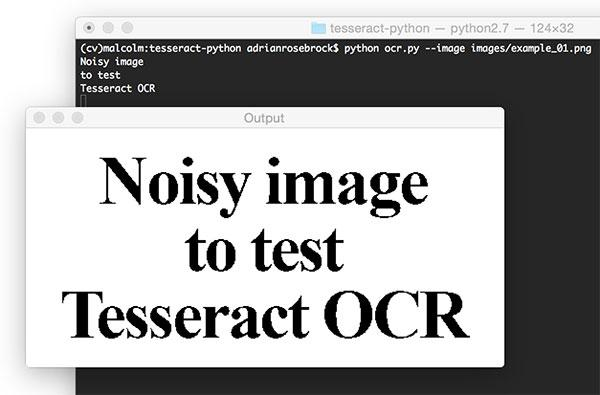 tesseract-python — python2.7 — 124×32
(cv)malcolm:tesseract-python adrianrosebrock$ python ocr.py --image images/example_01.png
Noisy image
to test
Tesseract OCR
Output
Noisy image
to test
Tesseract OCR